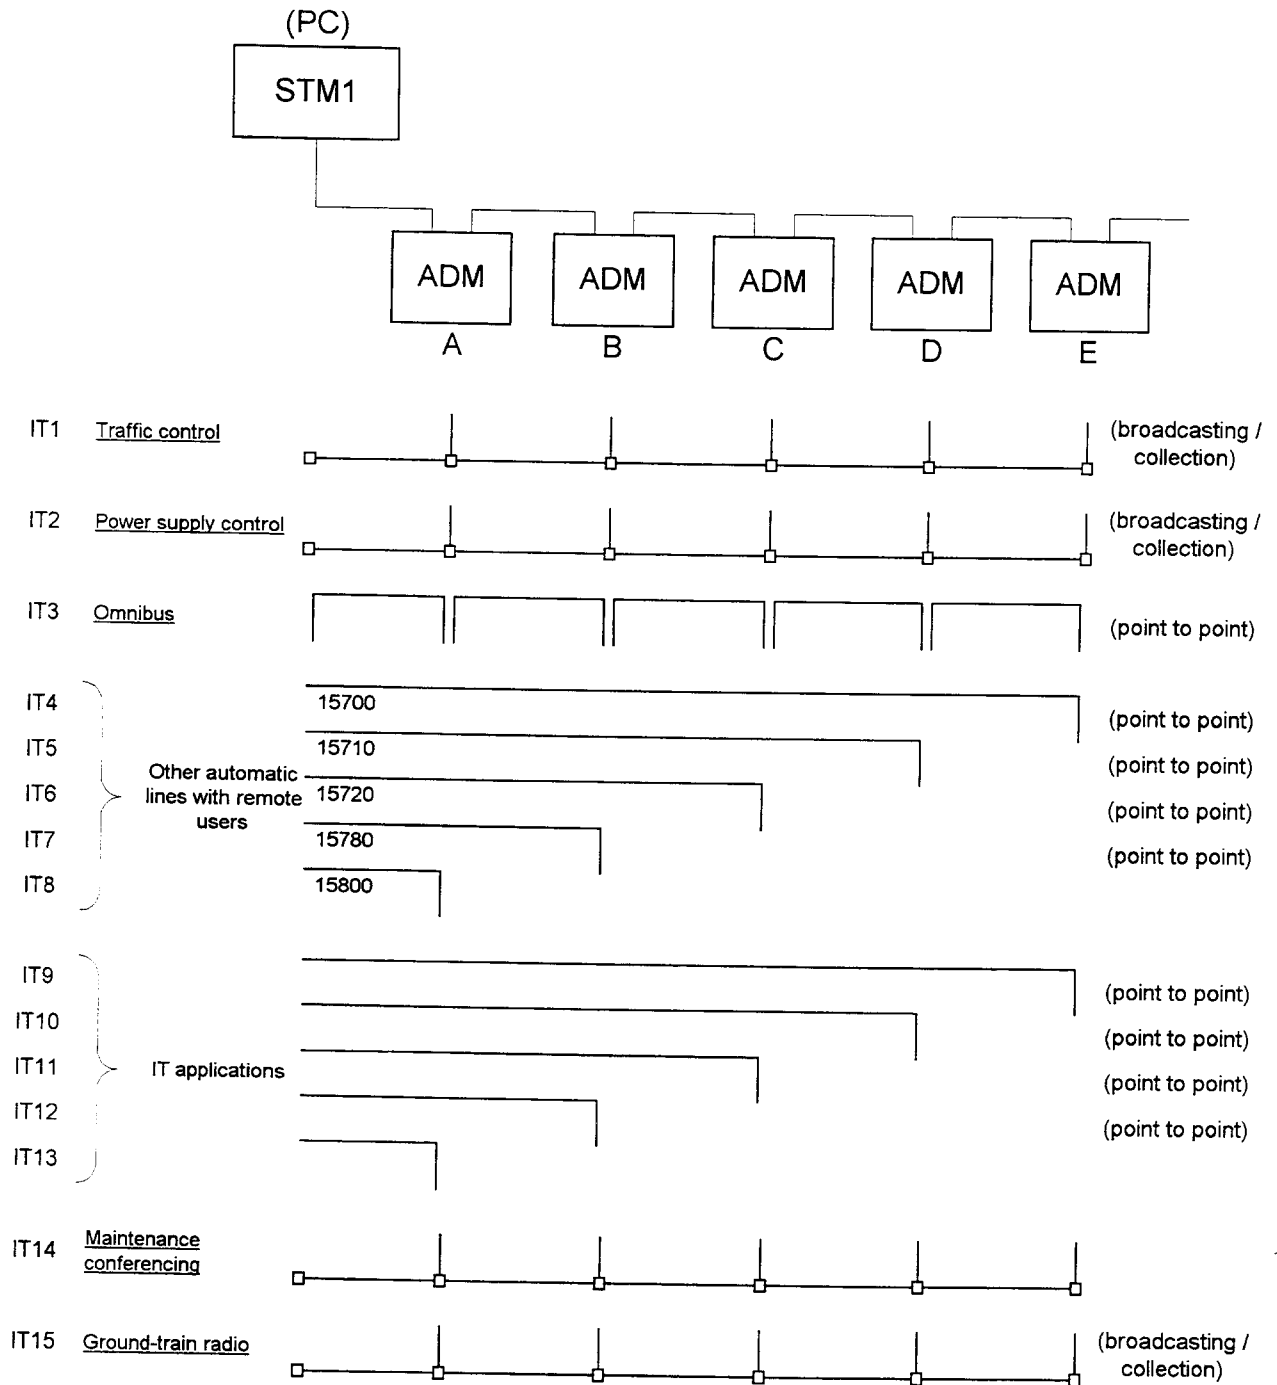 (PC)
STM1
ADM
ADM
ADM
ADM
ADM
A
B
C
D
E
IT1 Traffic control (broadcasting /
collection)
IT2 Power supply control (broadcasting /
collection)
IT3 Omnibus (point to point)
IT4 15700 (point to point)
IT5 15710 (point to point)
Other automatic
lines with remote
users
IT6 15720 (point to point)
IT7 15780 (point to point)
IT8 15800
IT9 (point to point)
IT10 (point to point)
IT11 IT applications (point to point)
IT12 (point to point)
IT13
IT14 Maintenance
conferencing
IT15 Ground-train radio (broadcasting /
collection)